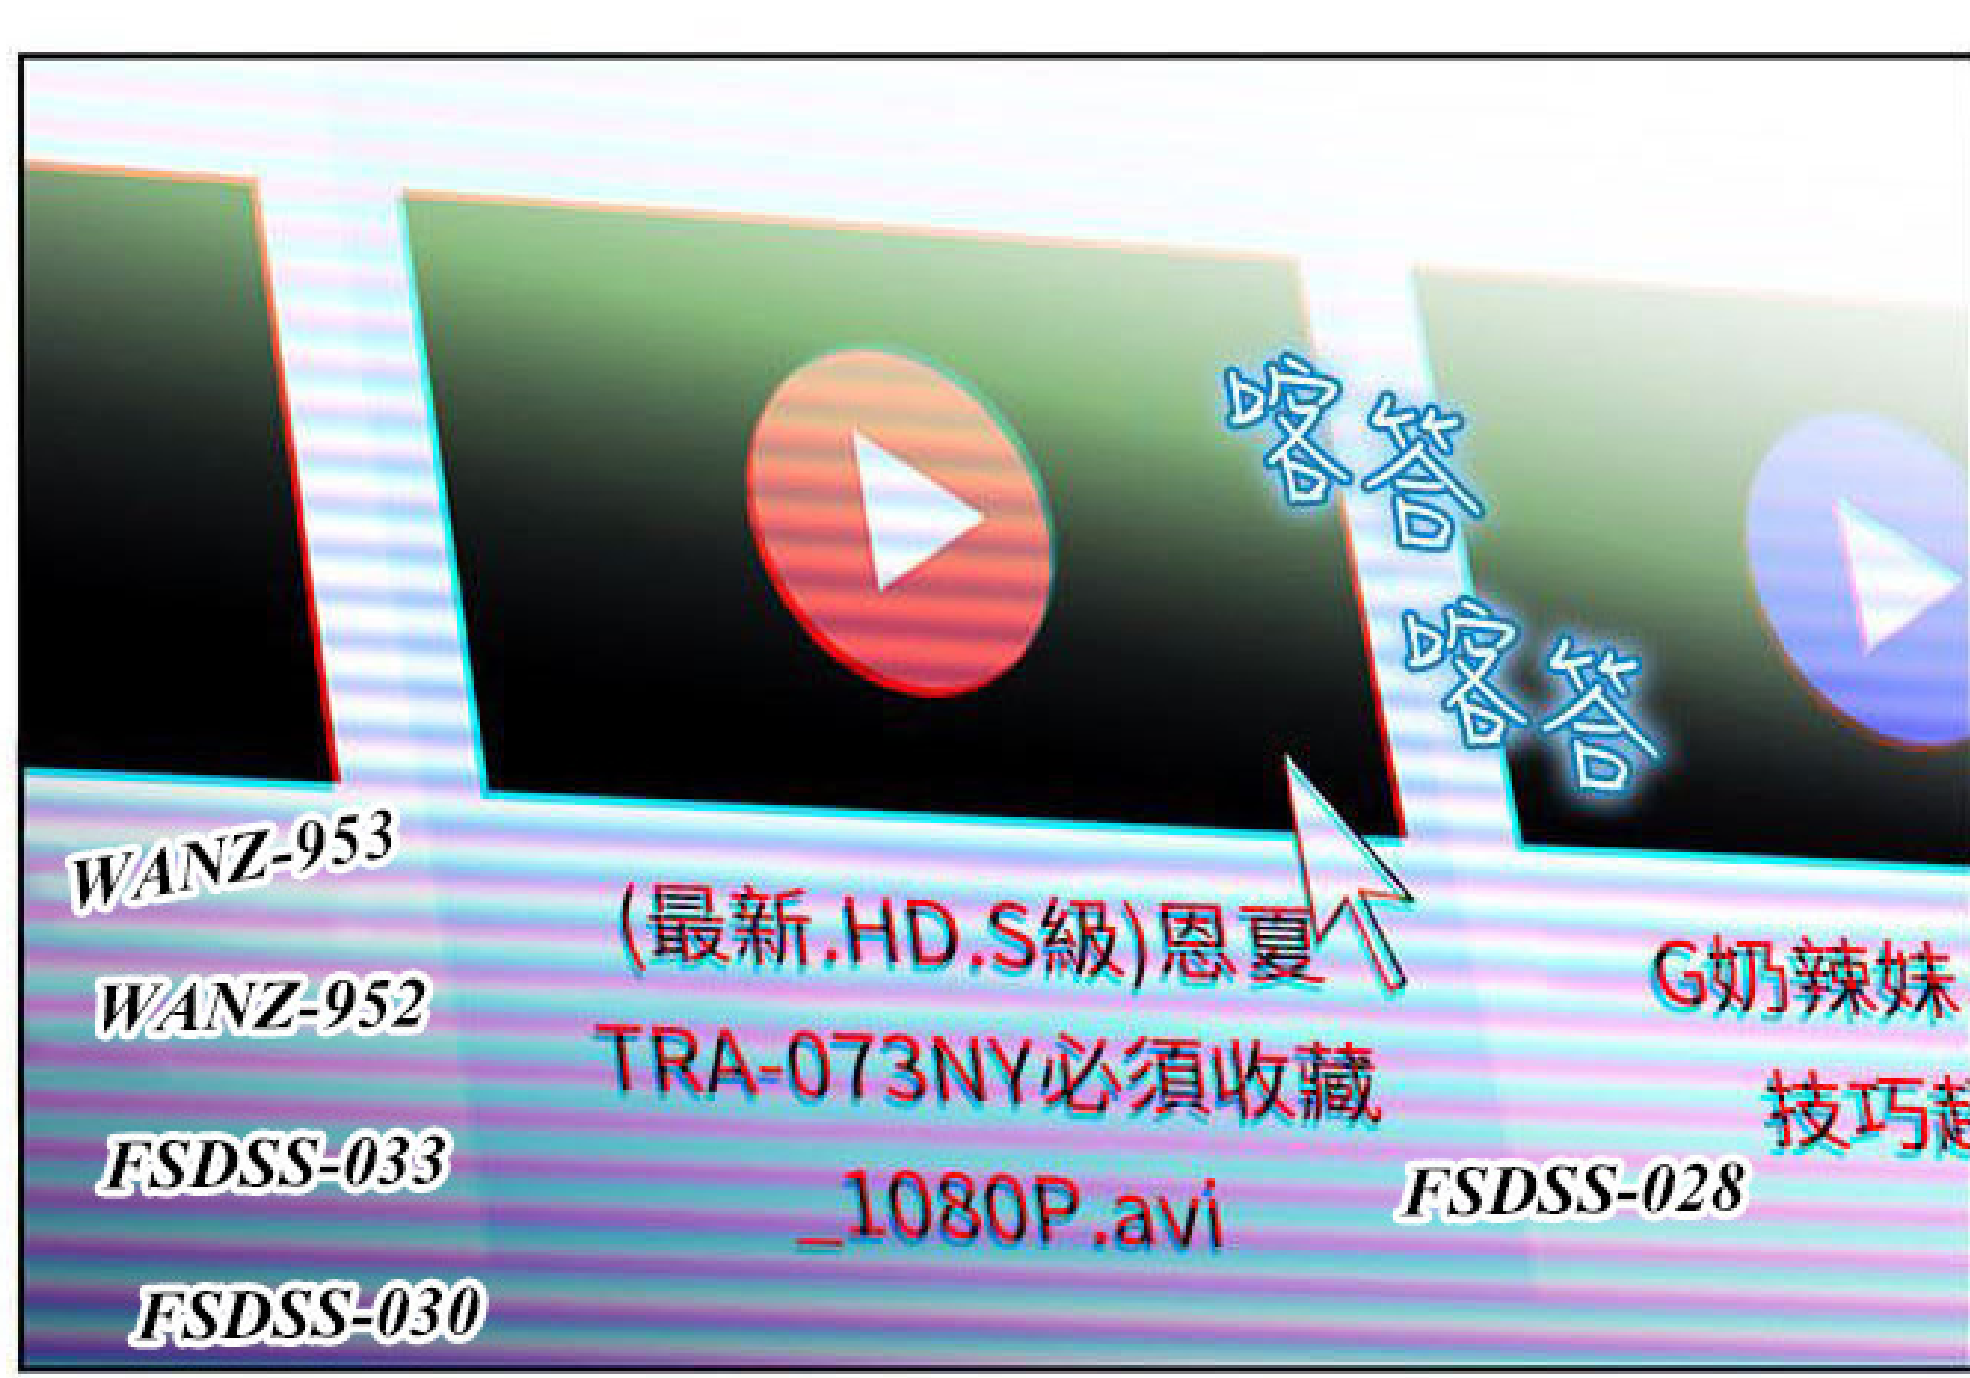 喀答
喀答
WANZ-953
WANZ-952
FSDSS-033
FSDSS-030
(最新.HD.S級)恩夏
TRA-073NY必須收藏
_1080P.avi
G奶辣妹
技巧超
FSDSS-028